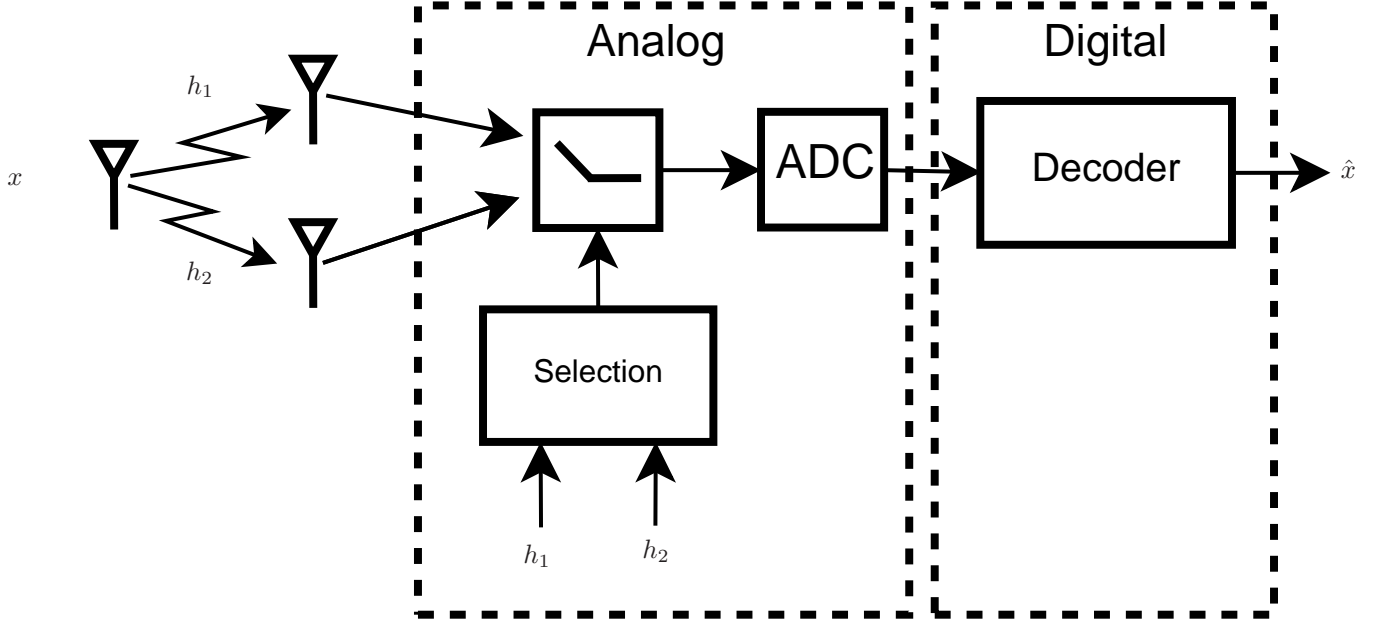 Analog
Digital
h₁
ADC
Decoder
x
x̂
h₂
Selection
h₁
h₂